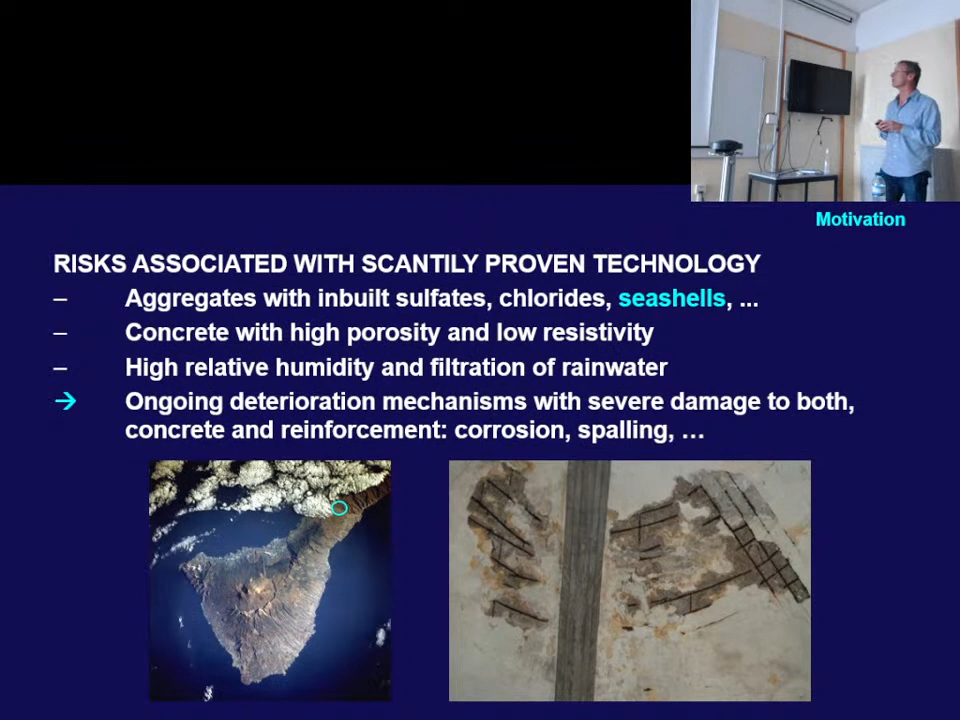 Motivation
RISKS ASSOCIATED WITH SCANTILY PROVEN TECHNOLOGY
– Aggregates with inbuilt sulfates, chlorides, seashells, ...
– Concrete with high porosity and low resistivity
– High relative humidity and filtration of rainwater
→ Ongoing deterioration mechanisms with severe damage to both,
concrete and reinforcement: corrosion, spalling, …